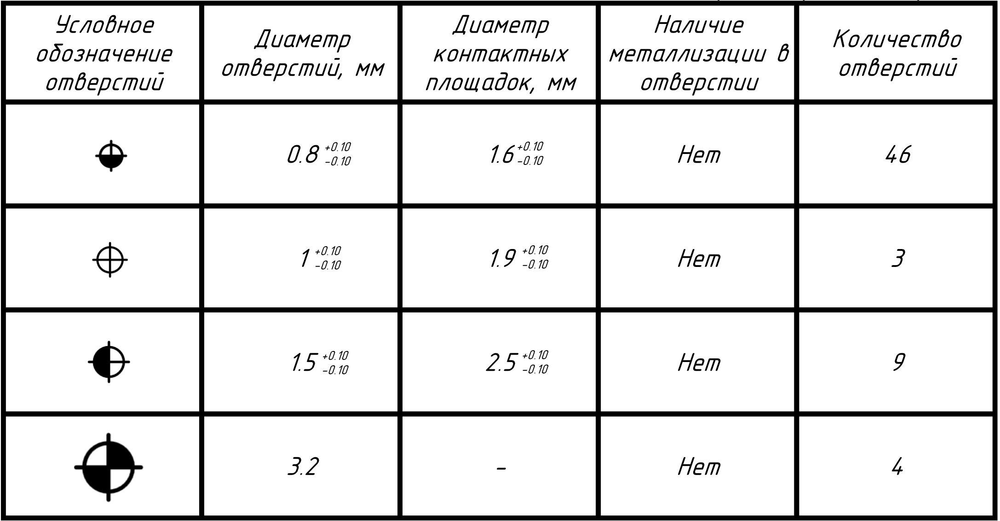 Условное
обозначение
отверстий
Диаметр
отверстий, мм
Диаметр
контактных
площадок, мм
Наличие
металлизации в
отверстии
Количество
отверстий
0.8 +0.10
-0.10
1.6 +0.10
-0.10
Нет
46
1 +0.10
-0.10
1.9 +0.10
-0.10
Нет
3
1.5 +0.10
-0.10
2.5 +0.10
-0.10
Нет
9
3.2
-
Нет
4